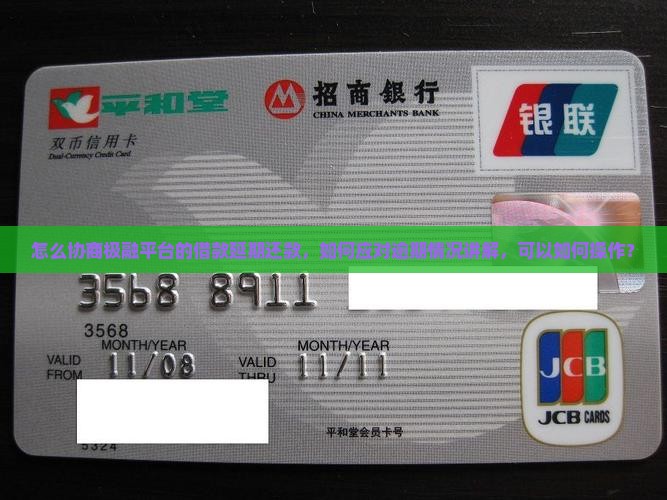 平和堂
招商銀行
CHINA MERCHANTS BANK
银联
双币信用卡
Dual-Currency Credit Card
怎么协商极融平台的借款延期还款，如何应对逾期情况讲解，可以如何操作？
3568 8911
3568
MONTH/YEAR
MONTH/YEAR
VALID
FROM
11/08
VALID
THRU
11/11
JCB
JCB CARDS
平和堂会员卡号
5324